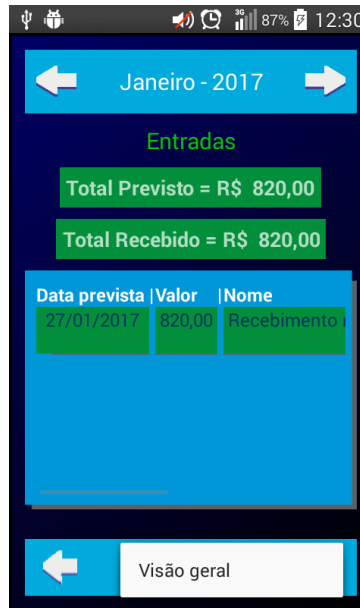 3G 87% 12:30
Janeiro - 2017
Entradas
Total Previsto = R$ 820,00
Total Recebido = R$ 820,00
Data prevista |Valor |Nome
27/01/2017 820,00 Recebimento
Visão geral